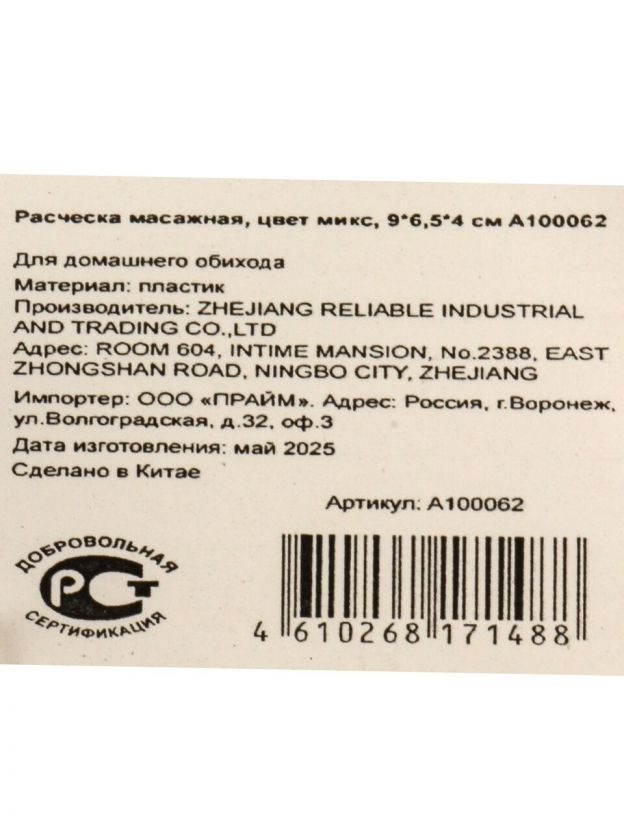 Расческа масажная, цвет микс, 9*6,5*4 см А100062
Для домашнего обихода
Материал: пластик
Производитель: ZHEJIANG RELIABLE INDUSTRIAL
AND TRADING CO.,LTD
Адрес: ROOM 604, INTIME MANSION, No.2388, EAST
ZHONGSHAN ROAD, NINGBO CITY, ZHEJIANG
Импортер: ООО «ПРАЙМ». Адрес: Россия, г.Воронеж,
ул.Волгоградская, д.32, оф.3
Дата изготовления: май 2025
Сделано в Китае
Артикул: А100062
ДОБРОВОЛЬНАЯ
РСТ
СЕРТИФИКАЦИЯ
4 610268 171488